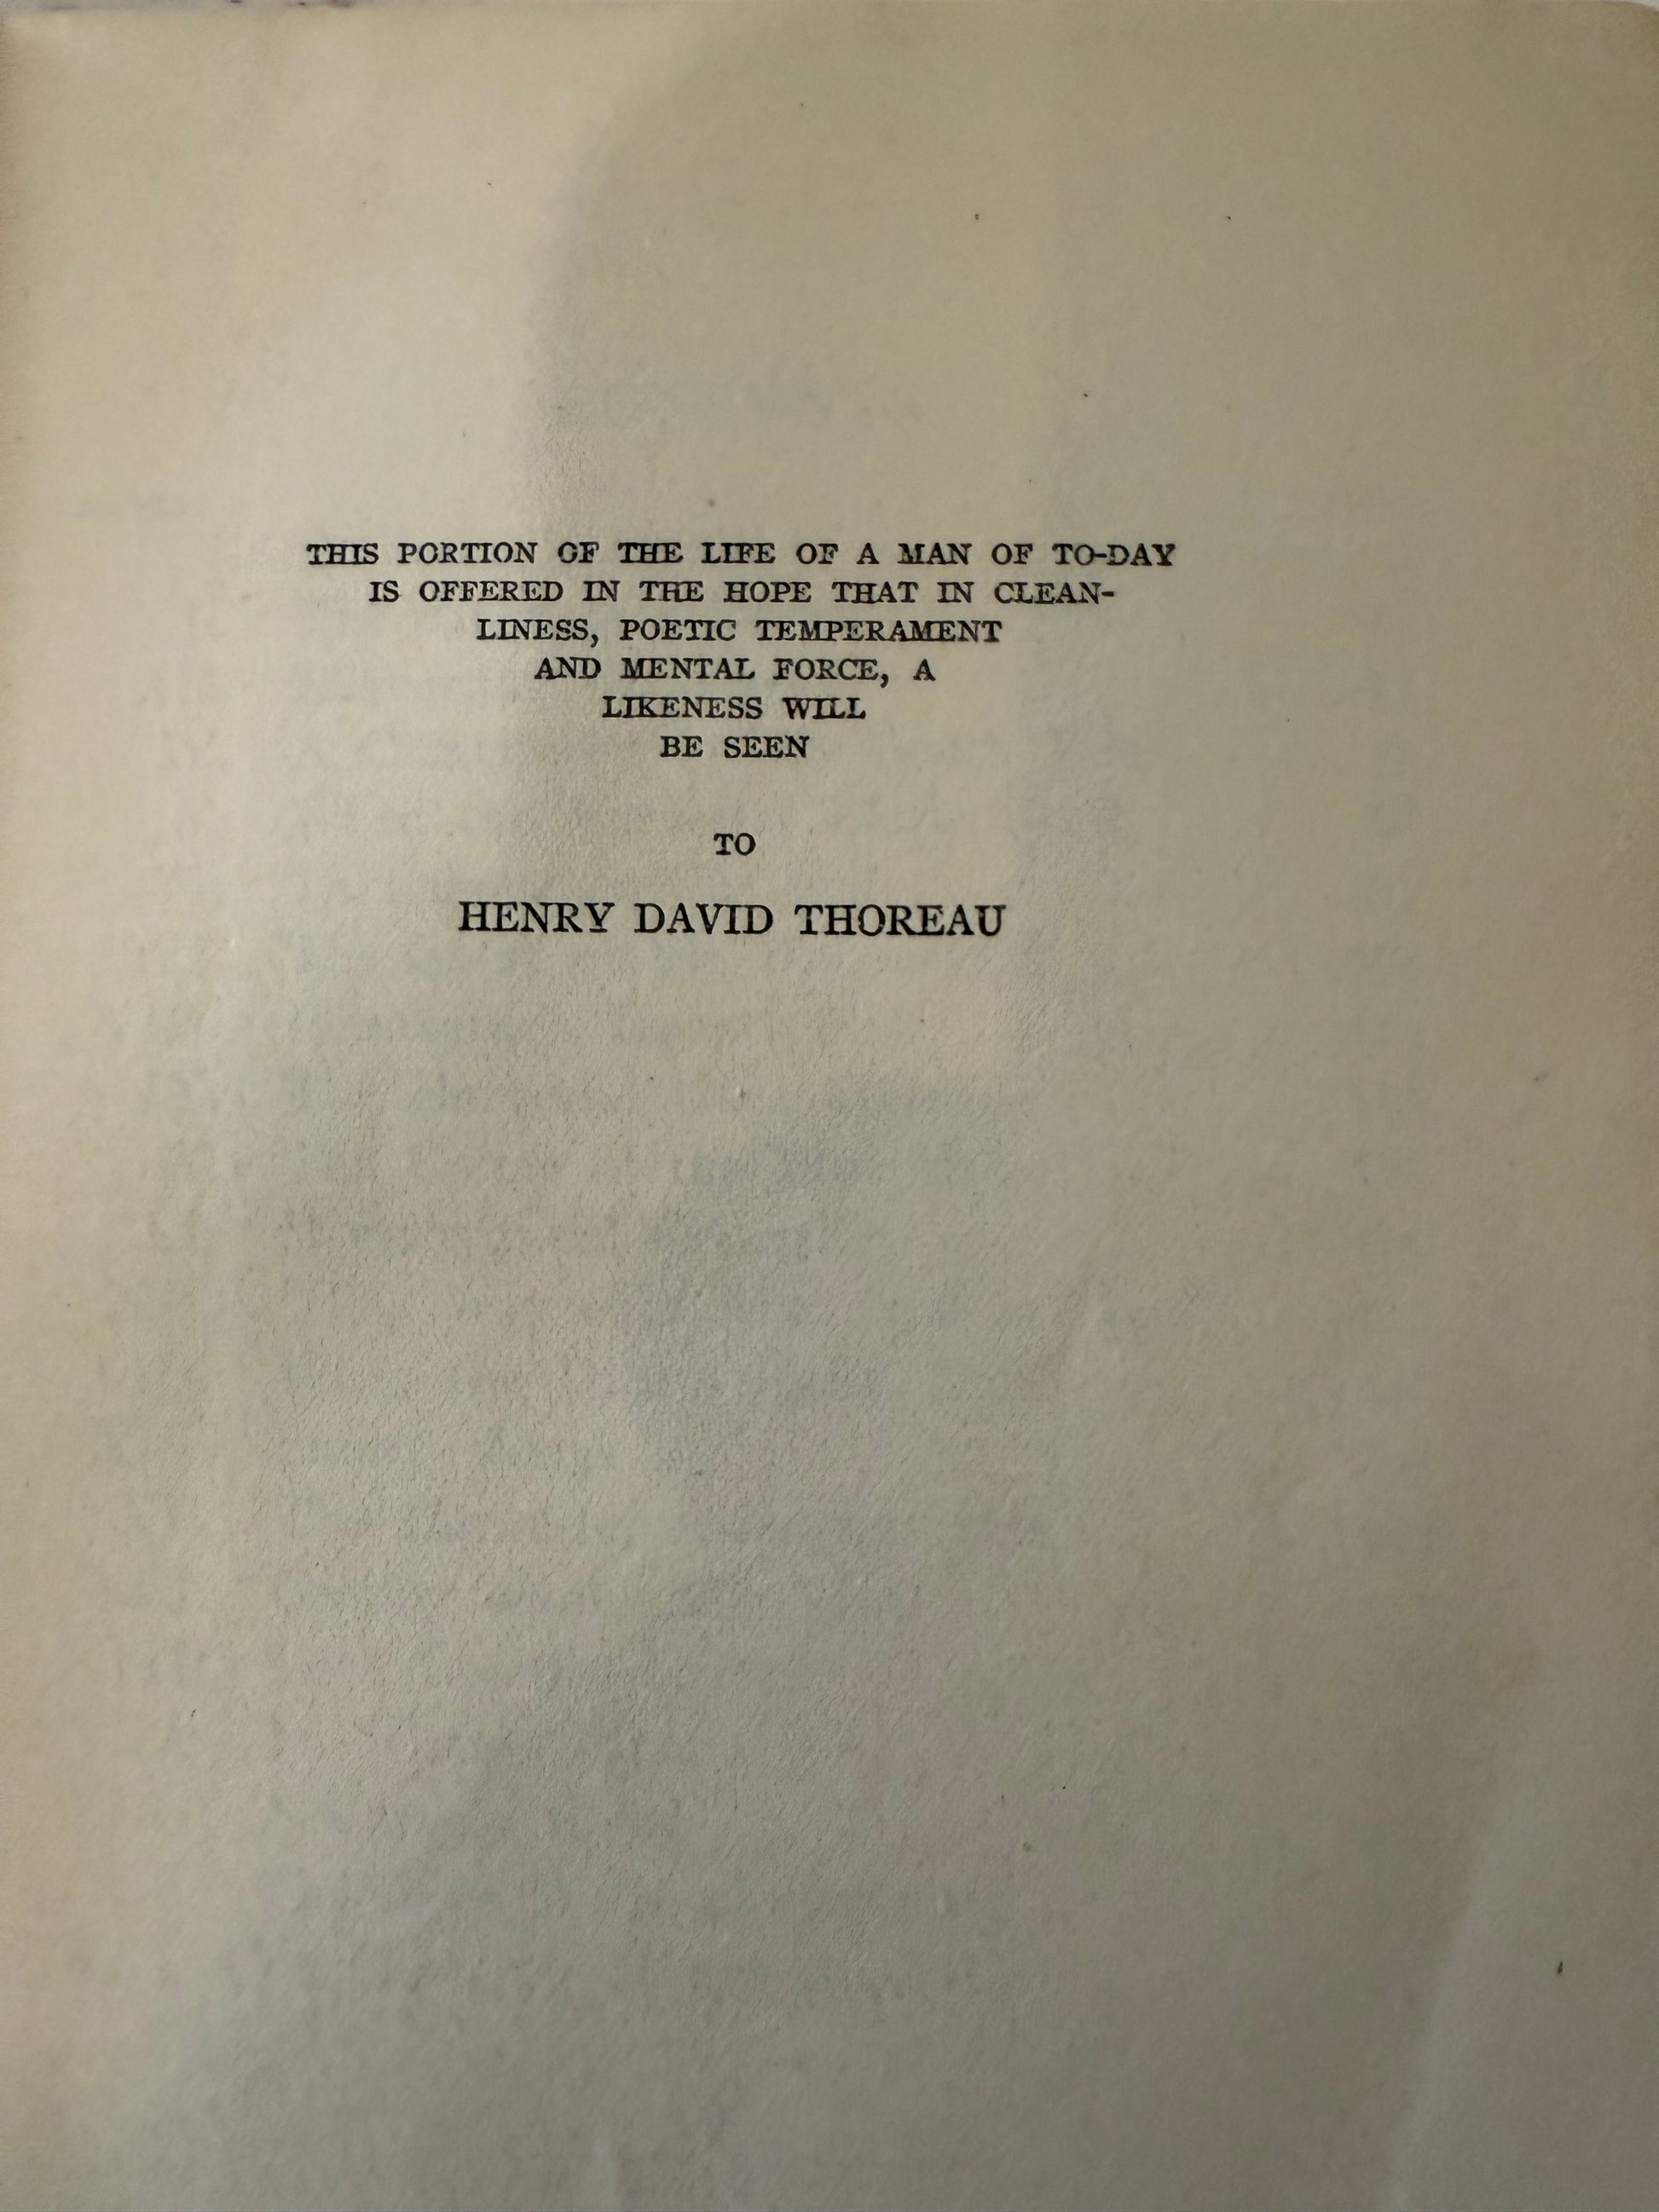 THIS PORTION OF THE LIFE OF A MAN OF TO-DAY
IS OFFERED IN THE HOPE THAT IN CLEAN-
LINESS, POETIC TEMPERAMENT
AND MENTAL FORCE, A
LIKENESS WILL
BE SEEN
TO
HENRY DAVID THOREAU